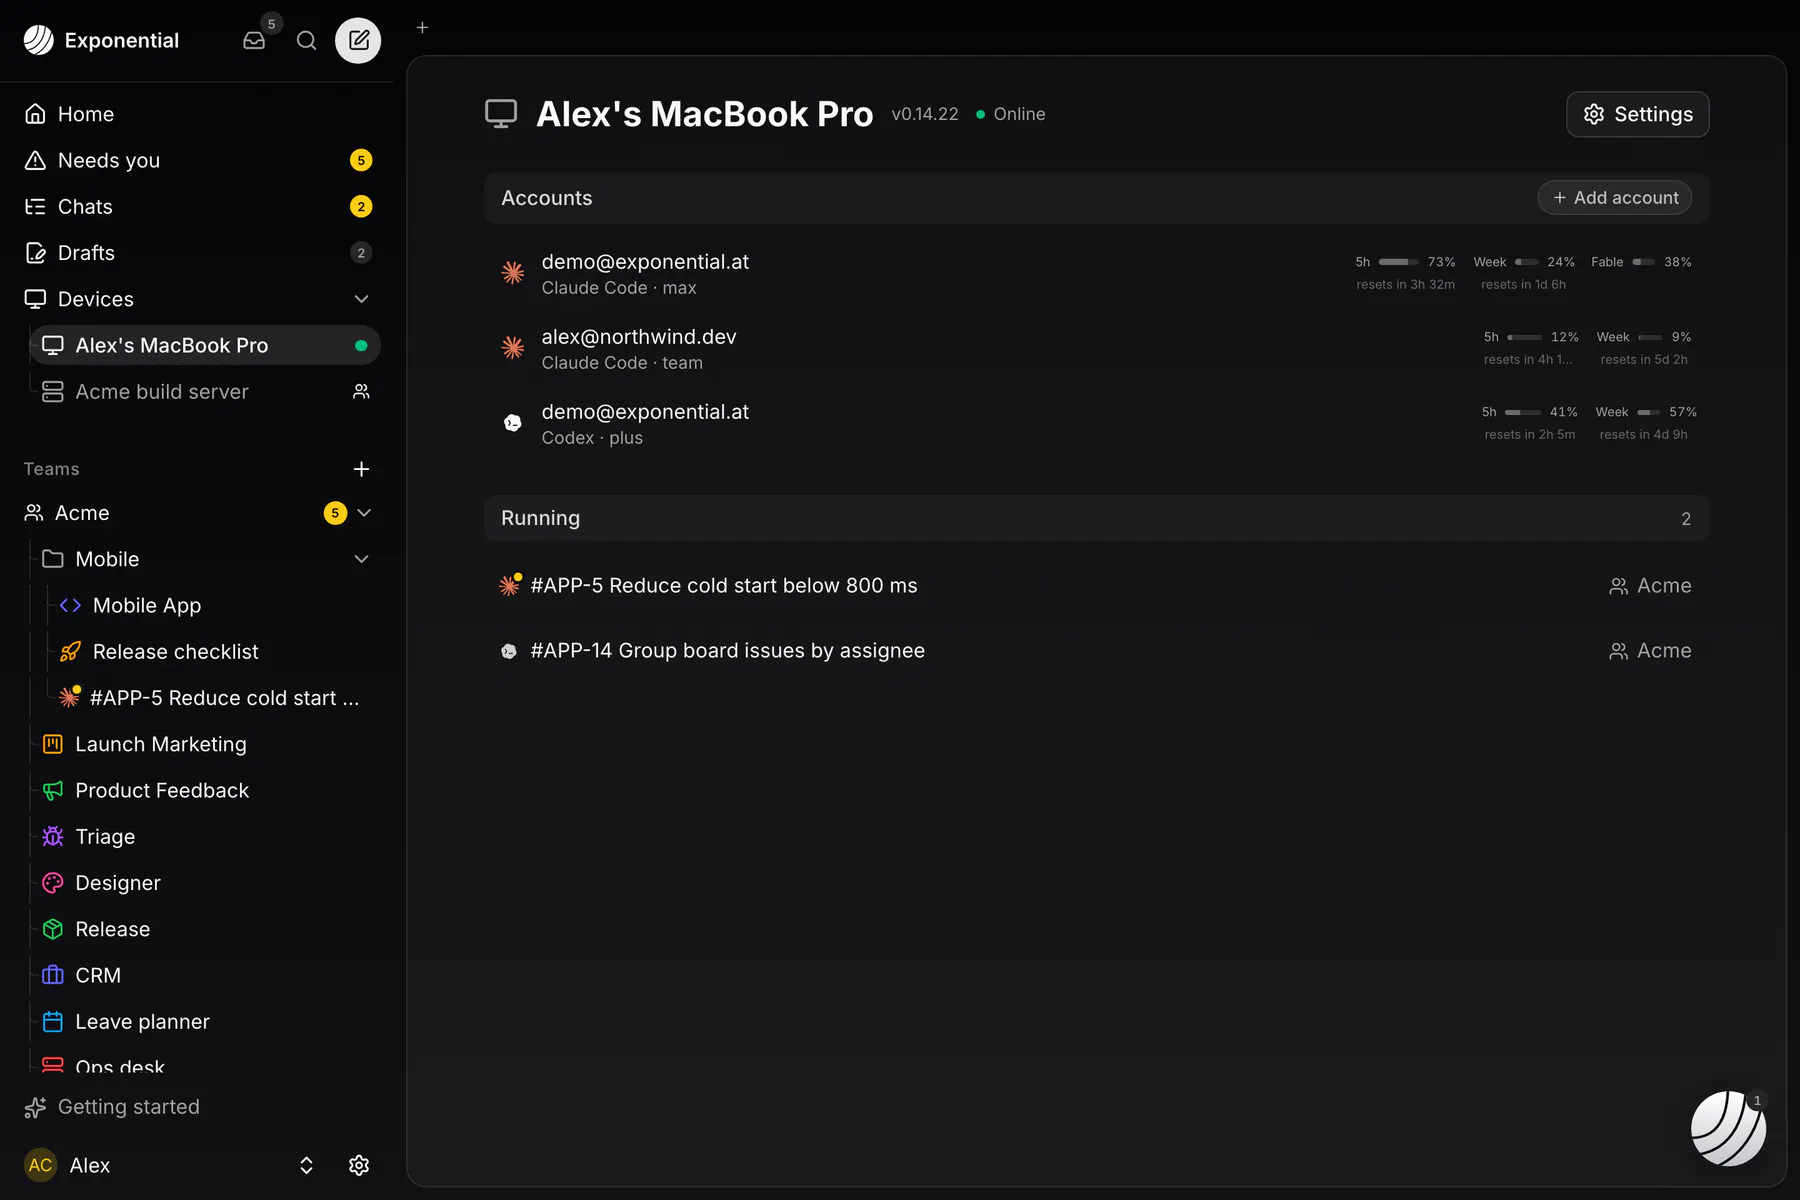 Exponential
5
Home
Needs you
5
Chats
2
Drafts
2
Devices
Alex's MacBook Pro
Acme build server
Teams
Acme
5
Mobile
Mobile App
Release checklist
#APP-5 Reduce cold start ...
Launch Marketing
Product Feedback
Triage
Designer
Release
CRM
Leave planner
Ops desk
Getting started
AC Alex
Alex's MacBook Pro v0.14.22 Online
Settings
Accounts
Add account
demo@exponential.at
Claude Code · max
5h 73% Week 24% Fable 38%
resets in 3h 32m resets in 1d 6h
alex@northwind.dev
Claude Code · team
5h 12% Week 9%
resets in 4h 1... resets in 5d 2h
demo@exponential.at
Codex · plus
5h 41% Week 57%
resets in 2h 5m resets in 4d 9h
Running 2
#APP-5 Reduce cold start below 800 ms Acme
#APP-14 Group board issues by assignee Acme
1